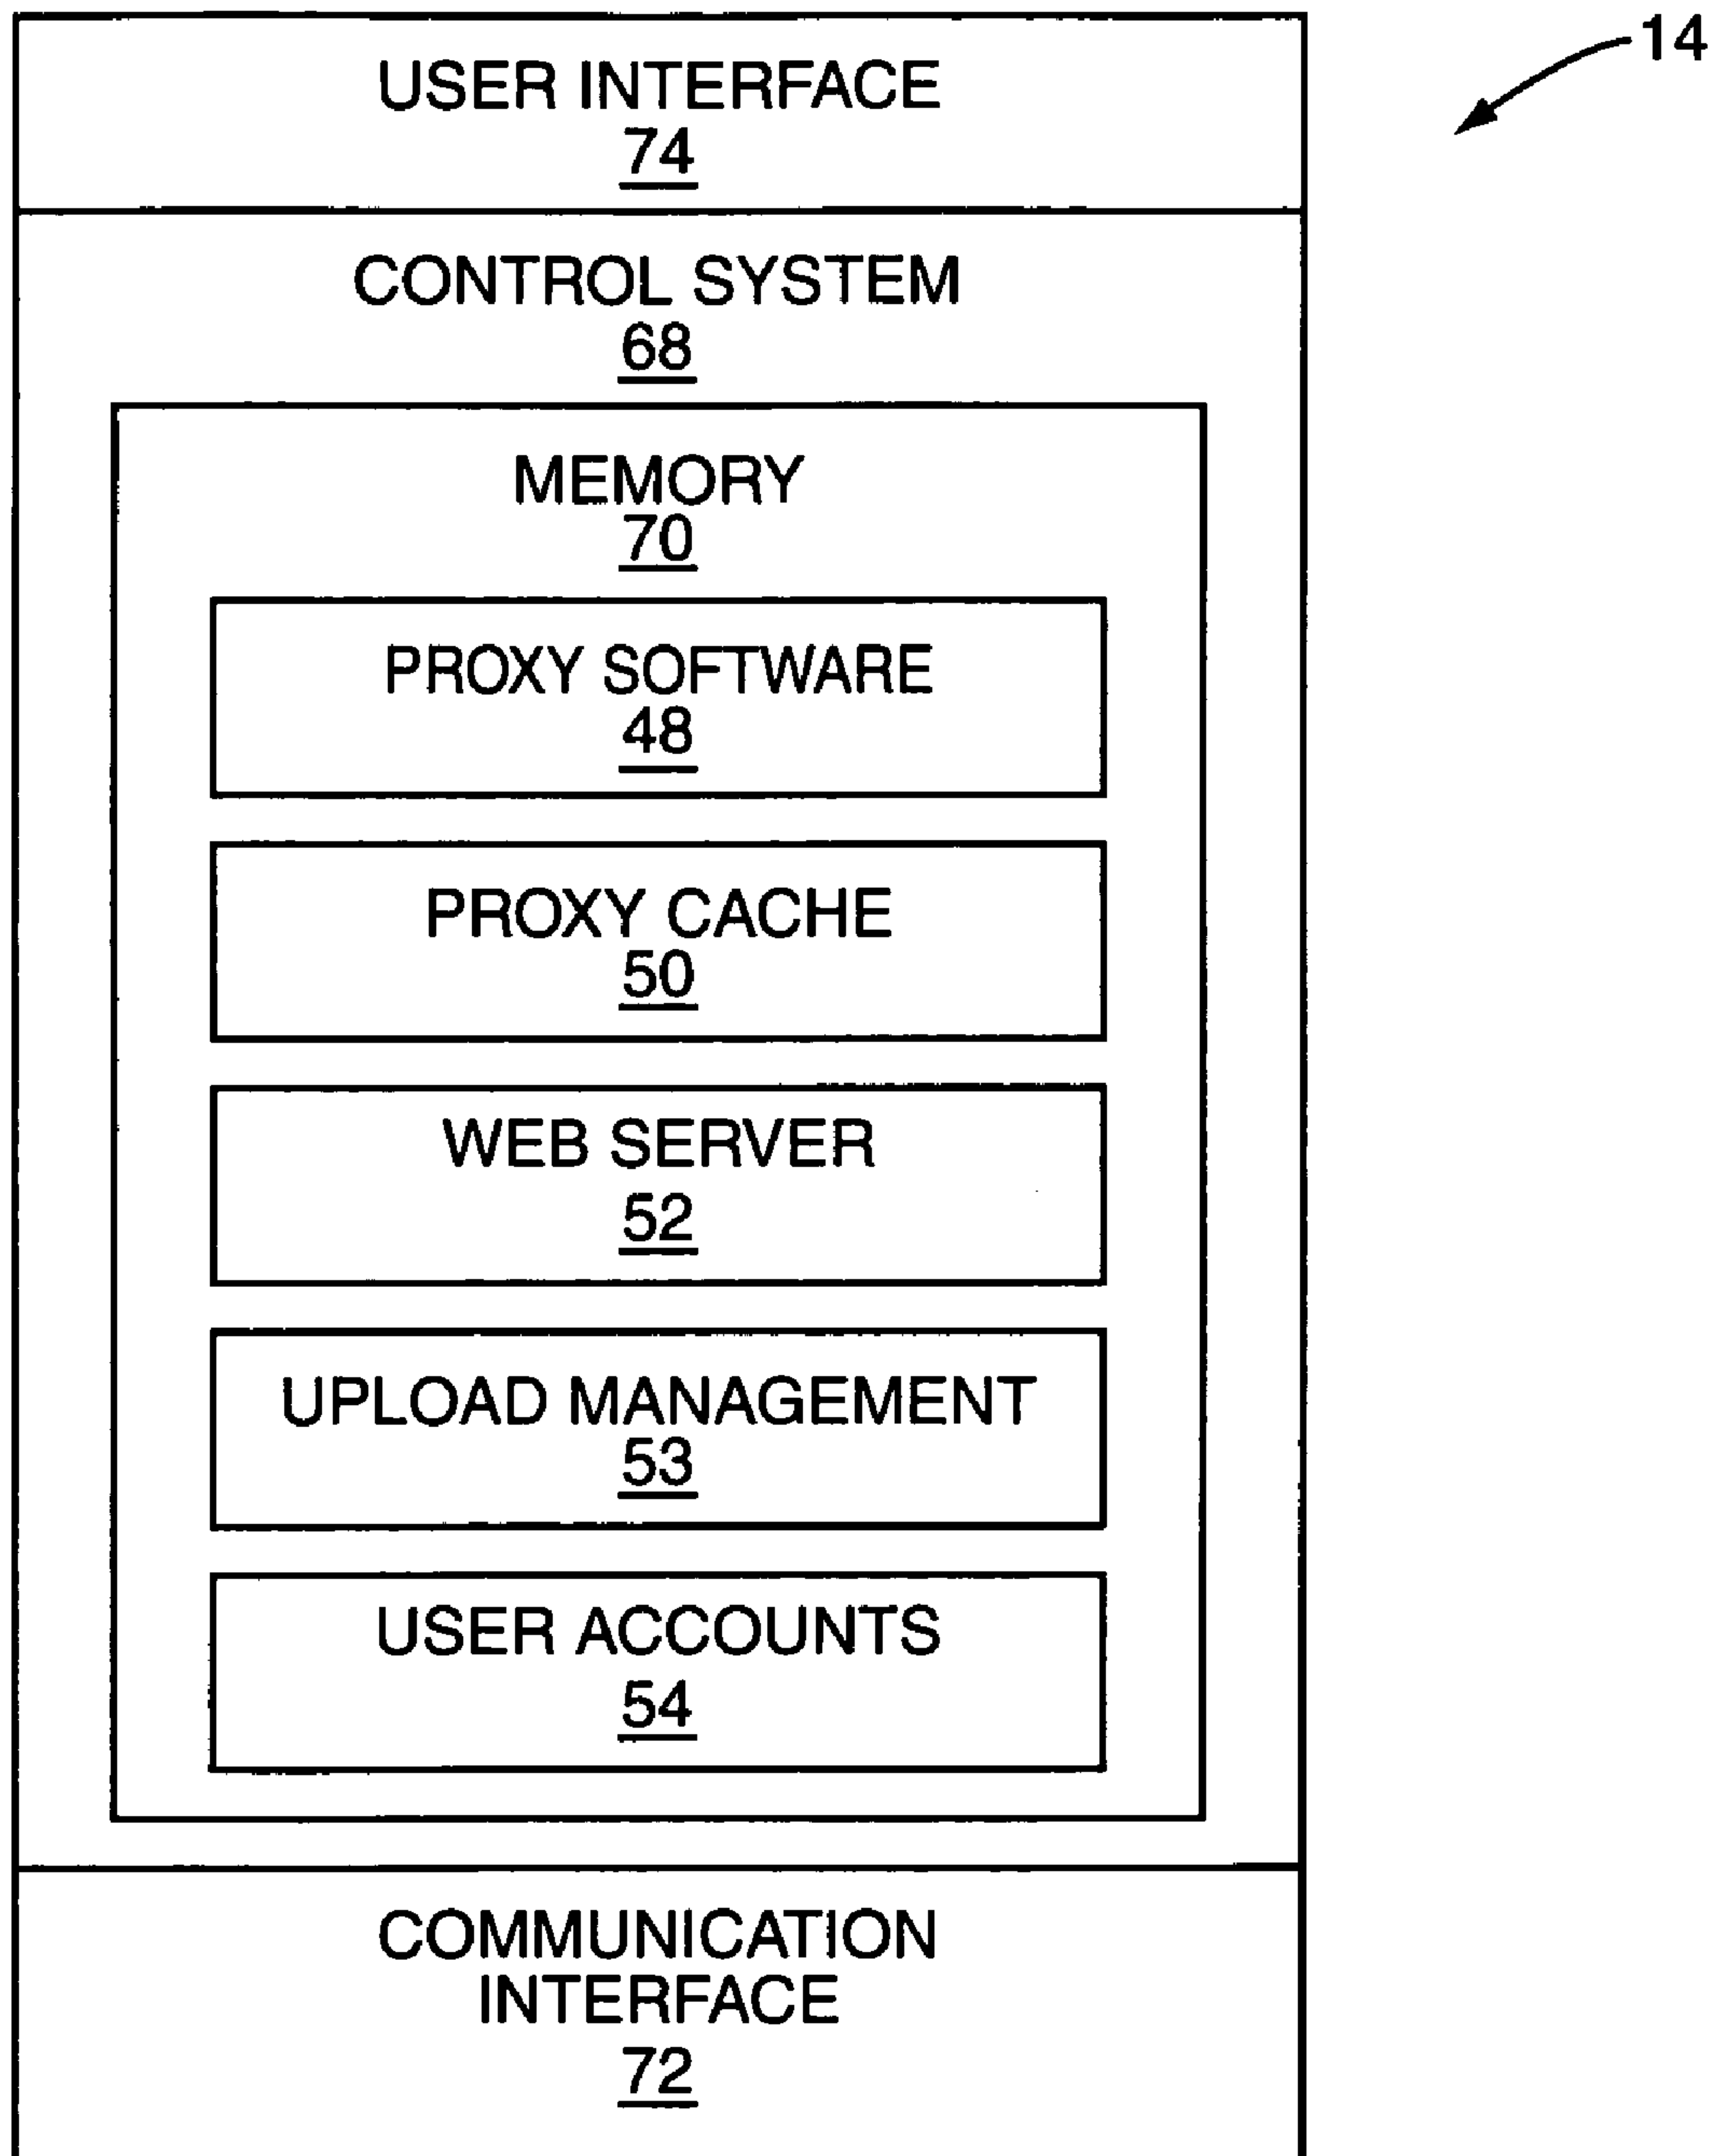 14
USER INTERFACE
74
CONTROL SYSTEM
68
MEMORY
70
PROXY SOFTWARE
48
PROXY CACHE
50
WEB SERVER
52
UPLOAD MANAGEMENT
53
USER ACCOUNTS
54
COMMUNICATION
INTERFACE
72